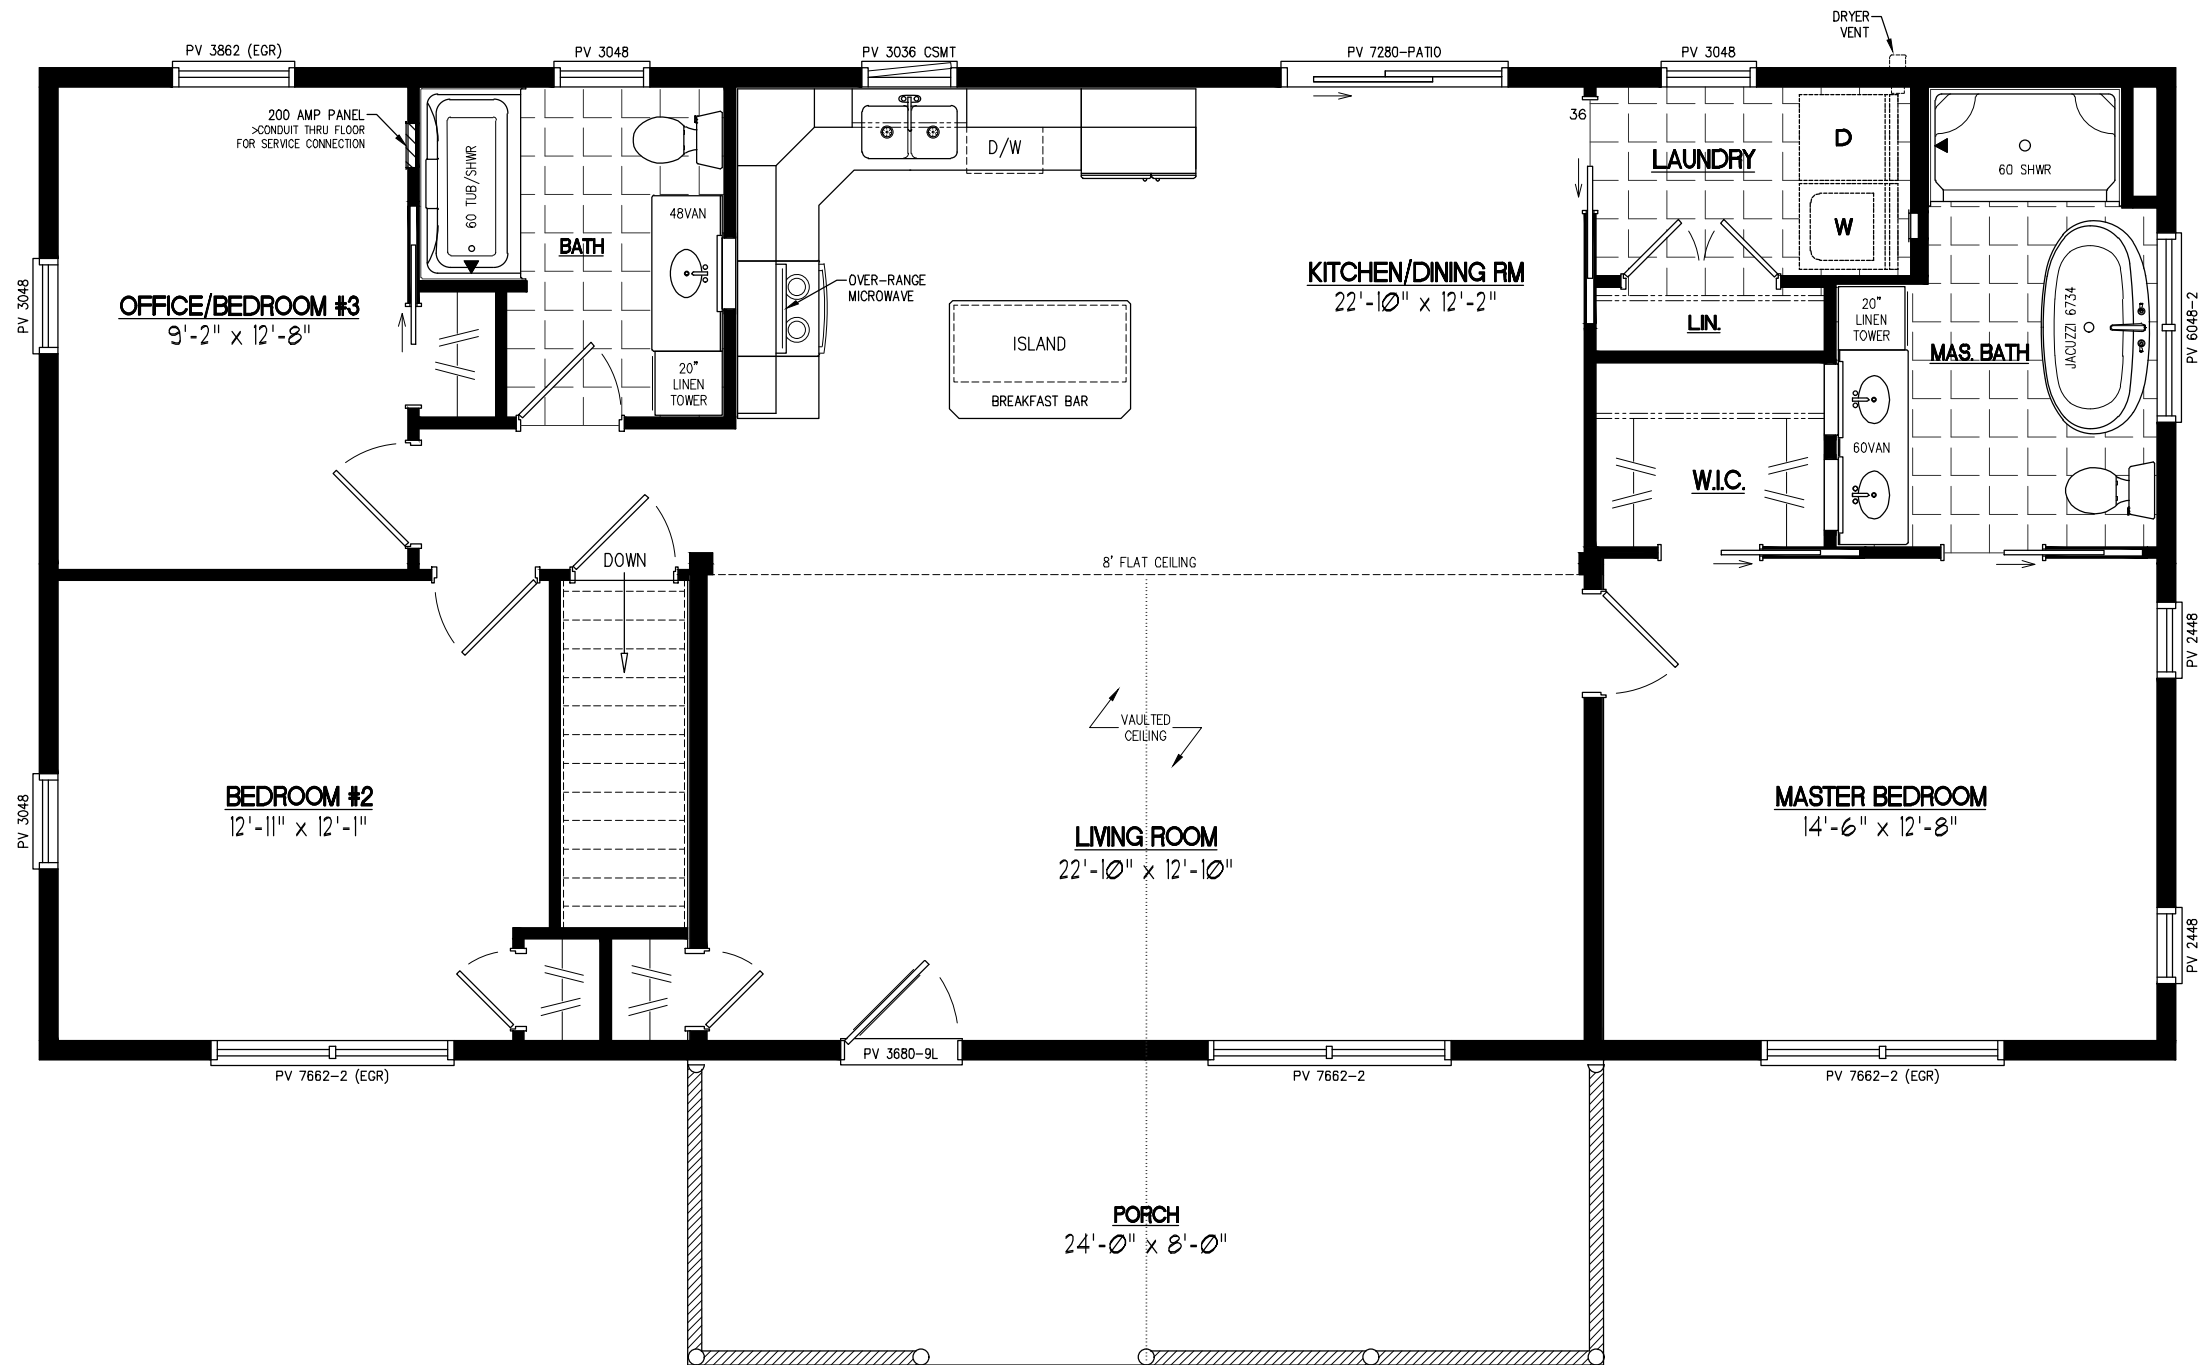 DRYER
VENT
PV 3862 (EGR)
PV 3048
PV 3036 CSMT
PV 7280-PATIO
PV 3048
200 AMP PANEL
>CONDUIT THRU FLOOR
FOR SERVICE CONNECTION
60 TUB/SHWR
48VAN
BATH
20"
LINEN
TOWER
D/W
OVER-RANGE
MICROWAVE
ISLAND
BREAKFAST BAR
KITCHEN/DINING RM
22'-10" x 12'-2"
36
LAUNDRY
D
W
60 SHWR
LIN.
20"
LINEN
TOWER
MAS. BATH
JACUZZI 6734
PV 6048-2
60VAN
W.I.C.
PV 3048
OFFICE/BEDROOM #3
9'-2" x 12'-8"
DOWN
8' FLAT CEILING
PV 2448
VAULTED
CEILING
PV 3048
BEDROOM #2
12'-11" x 12'-1"
LIVING ROOM
22'-10" x 12'-10"
MASTER BEDROOM
14'-6" x 12'-8"
PV 2448
PV 7662-2 (EGR)
PV 3680-9L
PV 7662-2
PV 7662-2 (EGR)
PORCH
24'-0" x 8'-0"